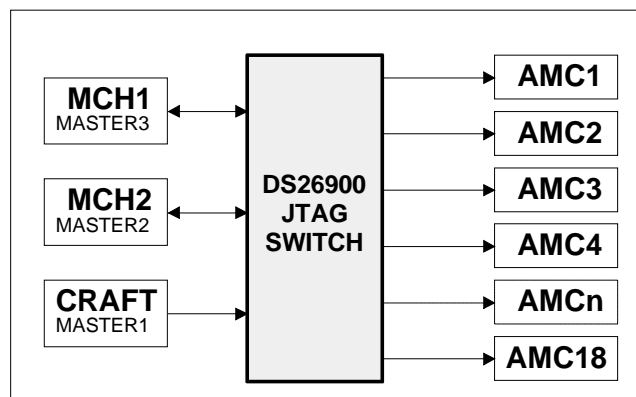 MCH1
MASTER3
MCH2
MASTER2
CRAFT
MASTER1
DS26900
JTAG
SWITCH
AMC1
AMC2
AMC3
AMC4
AMCn
AMC18